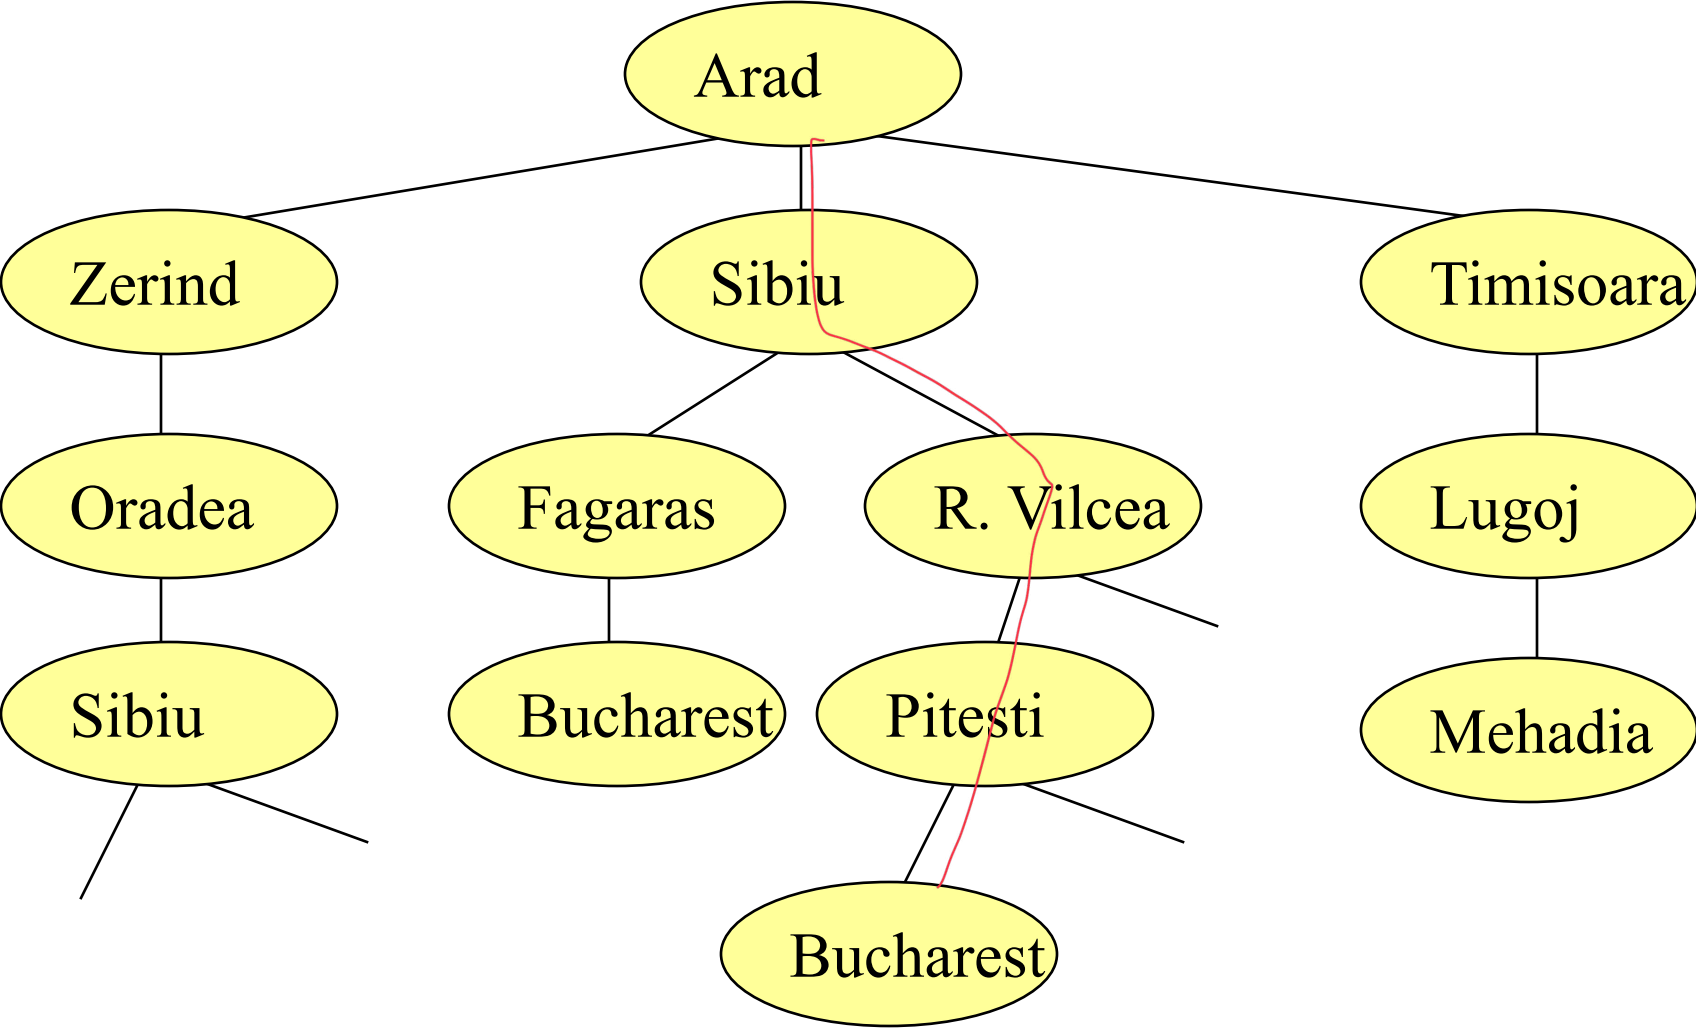 Arad
Zerind Sibiu Timisoara
Oradea Fagaras R. Vilcea Lugoj
Sibiu Bucharest Pitesti Mehadia
Bucharest